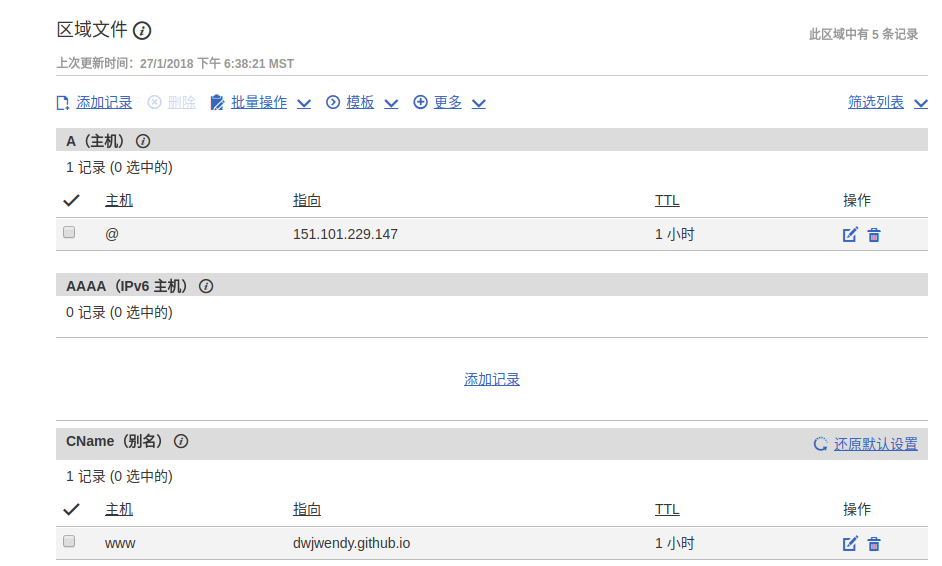 区域文件
此区域中有 5 条记录
上次更新时间：27/1/2018 下午 6:38:21 MST
添加记录 删除 批量操作 模板 更多 筛选列表
A（主机）
1 记录 (0 选中的)
主机 指向 TTL 操作
@ 151.101.229.147 1 小时
AAAA（IPv6 主机）
0 记录 (0 选中的)
添加记录
CName（别名） 还原默认设置
1 记录 (0 选中的)
主机 指向 TTL 操作
www dwjwendy.github.io 1 小时